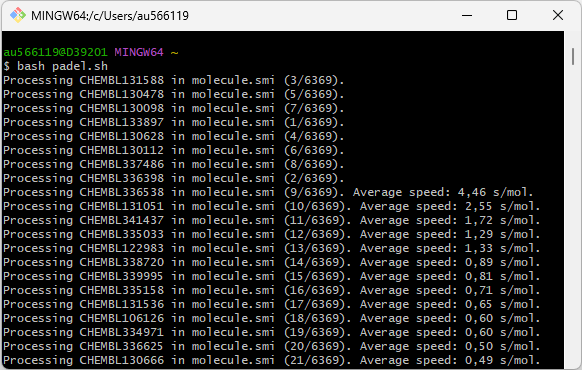 MINGW64:/c/Users/au566119
au566119@D39201 MINGW64 ~
$ bash padel.sh
Processing CHEMBL131588 in molecule.smi (3/6369).
Processing CHEMBL130478 in molecule.smi (5/6369).
Processing CHEMBL130098 in molecule.smi (7/6369).
Processing CHEMBL133897 in molecule.smi (1/6369).
Processing CHEMBL130628 in molecule.smi (4/6369).
Processing CHEMBL130112 in molecule.smi (6/6369).
Processing CHEMBL337486 in molecule.smi (8/6369).
Processing CHEMBL336398 in molecule.smi (2/6369).
Processing CHEMBL336538 in molecule.smi (9/6369). Average speed: 4,46 s/mol.
Processing CHEMBL131051 in molecule.smi (10/6369). Average speed: 2,55 s/mol.
Processing CHEMBL341437 in molecule.smi (11/6369). Average speed: 1,72 s/mol.
Processing CHEMBL335033 in molecule.smi (12/6369). Average speed: 1,29 s/mol.
Processing CHEMBL122983 in molecule.smi (13/6369). Average speed: 1,33 s/mol.
Processing CHEMBL338720 in molecule.smi (14/6369). Average speed: 0,89 s/mol.
Processing CHEMBL339995 in molecule.smi (15/6369). Average speed: 0,81 s/mol.
Processing CHEMBL335158 in molecule.smi (16/6369). Average speed: 0,71 s/mol.
Processing CHEMBL131536 in molecule.smi (17/6369). Average speed: 0,65 s/mol.
Processing CHEMBL106126 in molecule.smi (18/6369). Average speed: 0,60 s/mol.
Processing CHEMBL334971 in molecule.smi (19/6369). Average speed: 0,60 s/mol.
Processing CHEMBL336625 in molecule.smi (20/6369). Average speed: 0,50 s/mol.
Processing CHEMBL130666 in molecule.smi (21/6369). Average speed: 0,49 s/mol.